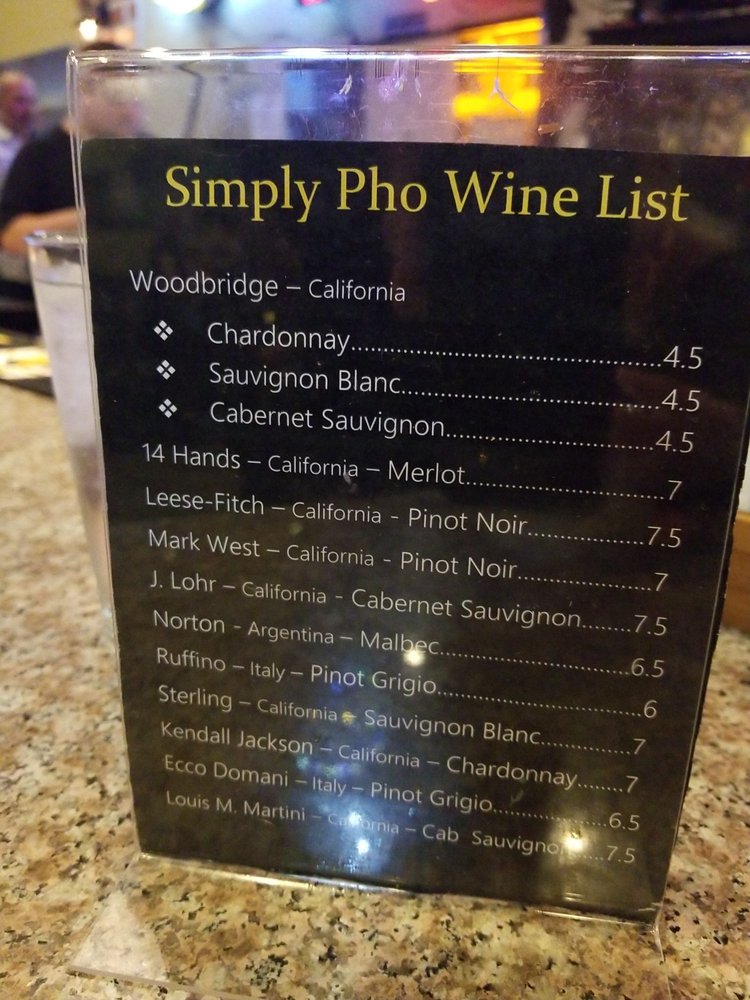 Simply Pho Wine List
Woodbridge – California
❖ Chardonnay..........................................4.5
❖ Sauvignon Blanc...................................4.5
❖ Cabernet Sauvignon............................4.5
14 Hands – California – Merlot...........................7
Leese-Fitch – California - Pinot Noir................7.5
Mark West – California - Pinot Noir..................7
J. Lohr – California - Cabernet Sauvignon........7.5
Norton - Argentina – Malbec..........................6.5
Ruffino – Italy – Pinot Grigio............................6
Sterling – California – Sauvignon Blanc............7
Kendall Jackson – California – Chardonnay.......7
Ecco Domani – Italy – Pinot Grigio..................6.5
Louis M. Martini – California – Cab Sauvignon.....7.5